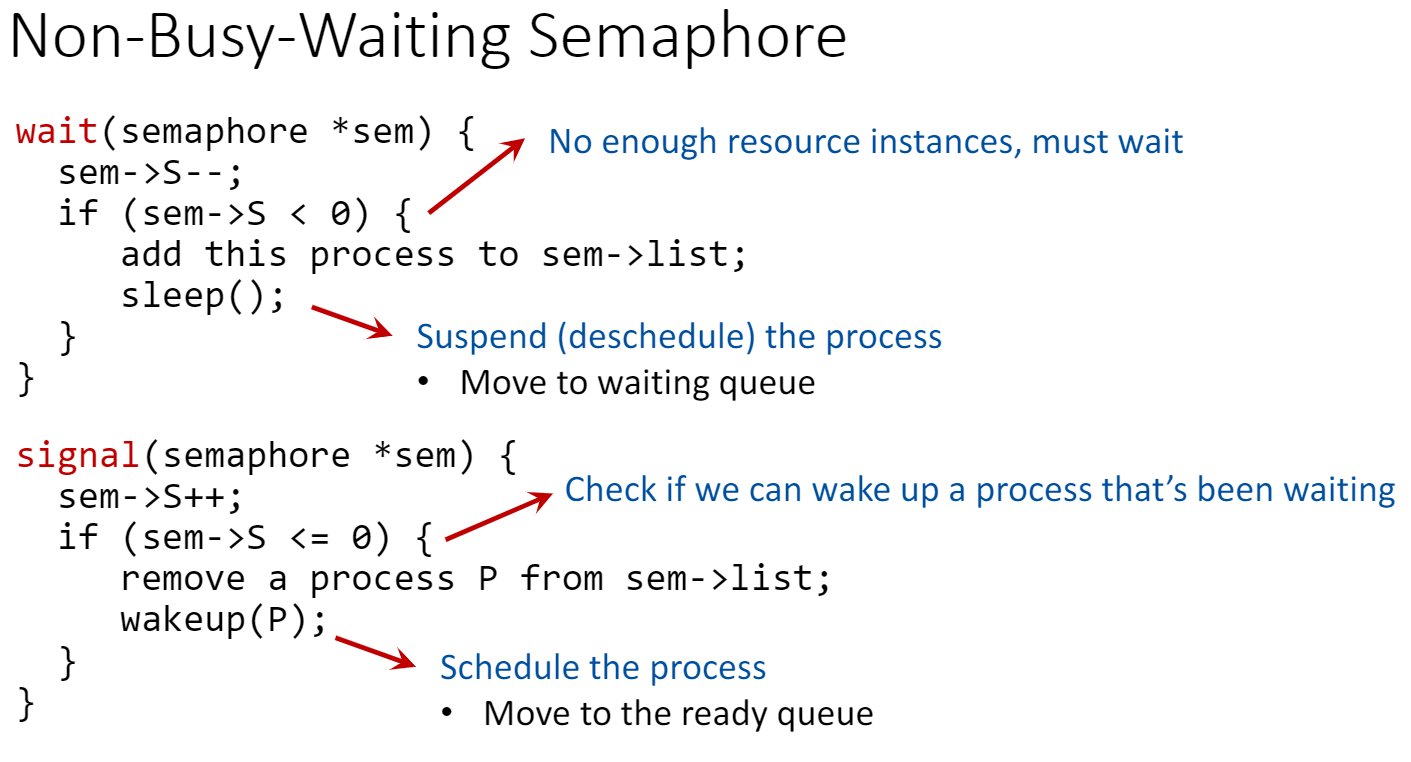 Non-Busy-Waiting Semaphore
wait(semaphore *sem) {
No enough resource instances, must wait
sem->S--;
if (sem->S < 0) {
add this process to sem->list;
sleep();
Suspend (deschedule) the process
}
• Move to waiting queue
}
signal(semaphore *sem) {
Check if we can wake up a process that's been waiting
sem->S++;
if (sem->S <= 0) {
remove a process P from sem->list;
wakeup(P);
Schedule the process
}
• Move to the ready queue
}